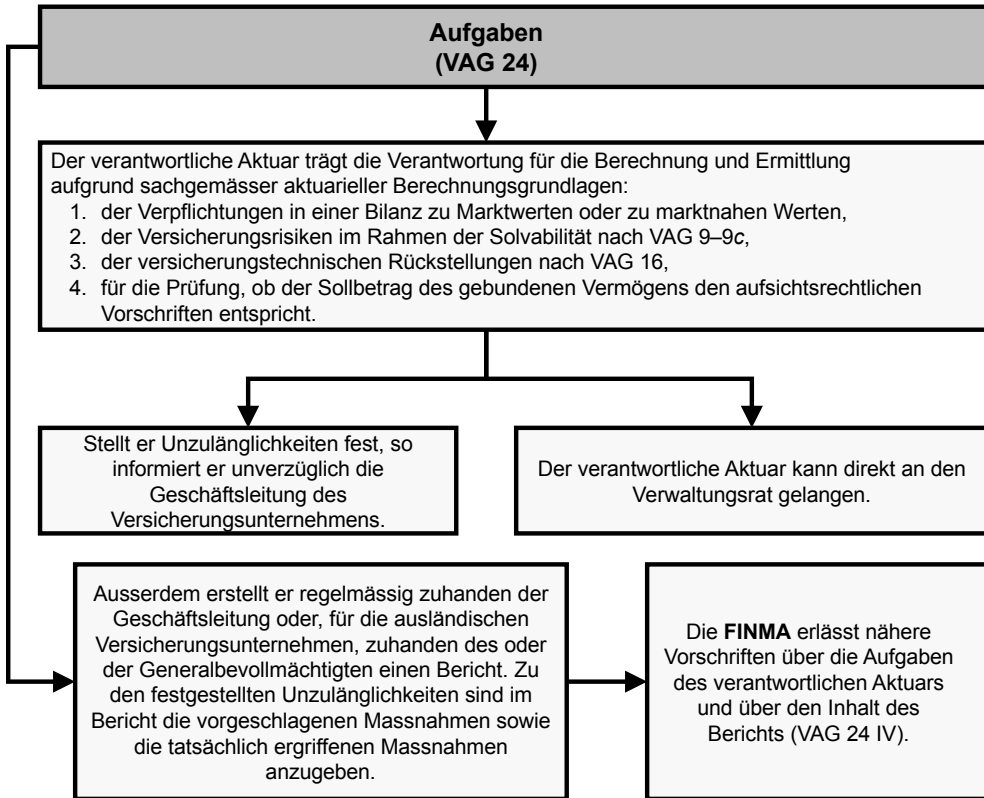 Aufgaben
(VAG 24)
Der verantwortliche Aktuar trägt die Verantwortung für die Berechnung und Ermittlung
aufgrund sachgemässer aktuarieller Berechnungsgrundlagen:
1. der Verpflichtungen in einer Bilanz zu Marktwerten oder zu marktnahen Werten,
2. der Versicherungsrisiken im Rahmen der Solvabilität nach VAG 9–9c,
3. der versicherungstechnischen Rückstellungen nach VAG 16,
4. für die Prüfung, ob der Sollbetrag des gebundenen Vermögens den aufsichtsrechtlichen
Vorschriften entspricht.
Stellt er Unzulänglichkeiten fest, so
informiert er unverzüglich die
Geschäftsleitung des
Versicherungsunternehmens.
Der verantwortliche Aktuar kann direkt an den
Verwaltungsrat gelangen.
Ausserdem erstellt er regelmässig zuhanden der
Geschäftsleitung oder, für die ausländischen
Versicherungsunternehmen, zuhanden des oder
der Generalbevollmächtigten einen Bericht. Zu
den festgestellten Unzulänglichkeiten sind im
Bericht die vorgeschlagenen Massnahmen sowie
die tatsächlich ergriffenen Massnahmen
anzugeben.
Die FINMA erlässt nähere
Vorschriften über die Aufgaben
des verantwortlichen Aktuars
und über den Inhalt des
Berichts (VAG 24 IV).